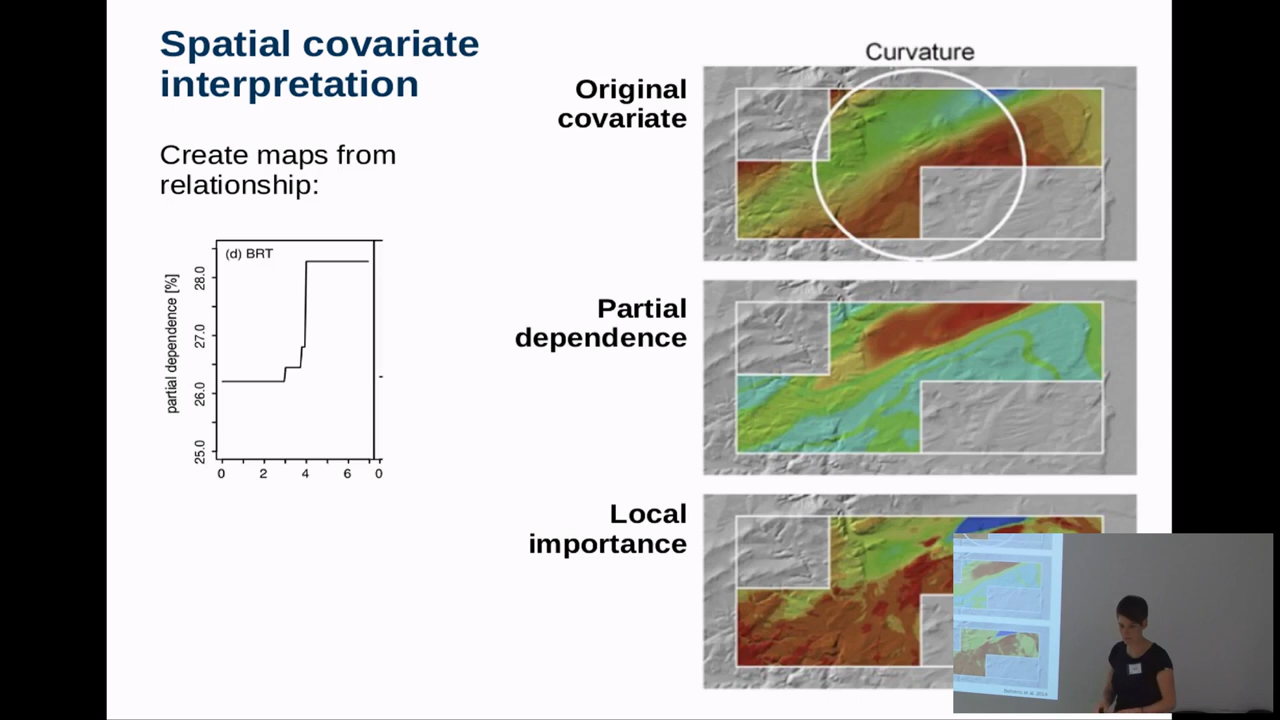 Spatial covariate
interpretation
Create maps from
relationship:
(d) BRT
partial dependence [%]
28.0
27.0
26.0
25.0
0 2 4 6 0
Curvature
Original
covariate
Partial
dependence
Local
importance